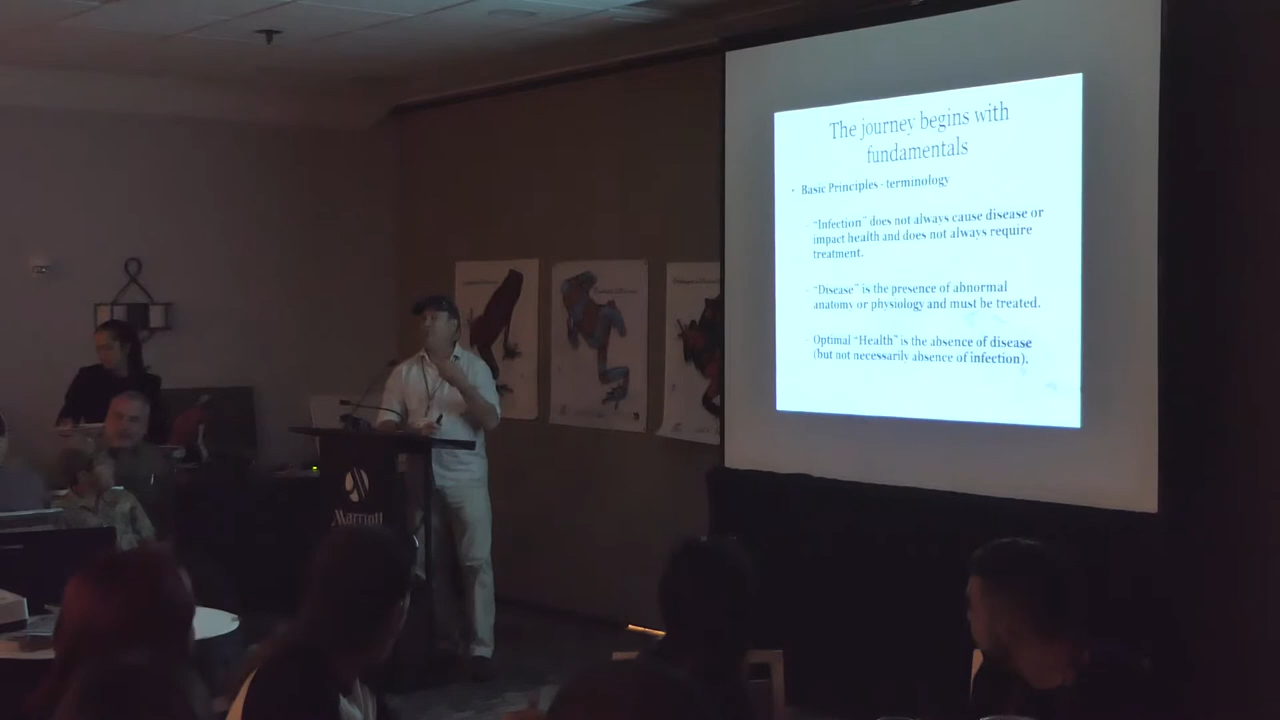 The journey begins with
fundamentals
• Basic Principles - terminology
- "Infection" does not always cause disease or
impact health and does not always require
treatment.
- "Disease" is the presence of abnormal
anatomy or physiology and must be treated.
- Optimal "Health" is the absence of disease
(but not necessarily absence of infection).
Marriott